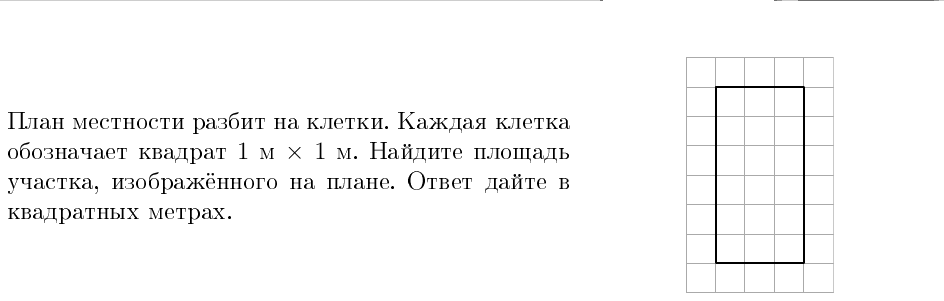 План местности разбит на клетки. Каждая клетка
обозначает квадрат 1 м × 1 м. Найдите площадь
участка, изображённого на плане. Ответ дайте в
квадратных метрах.